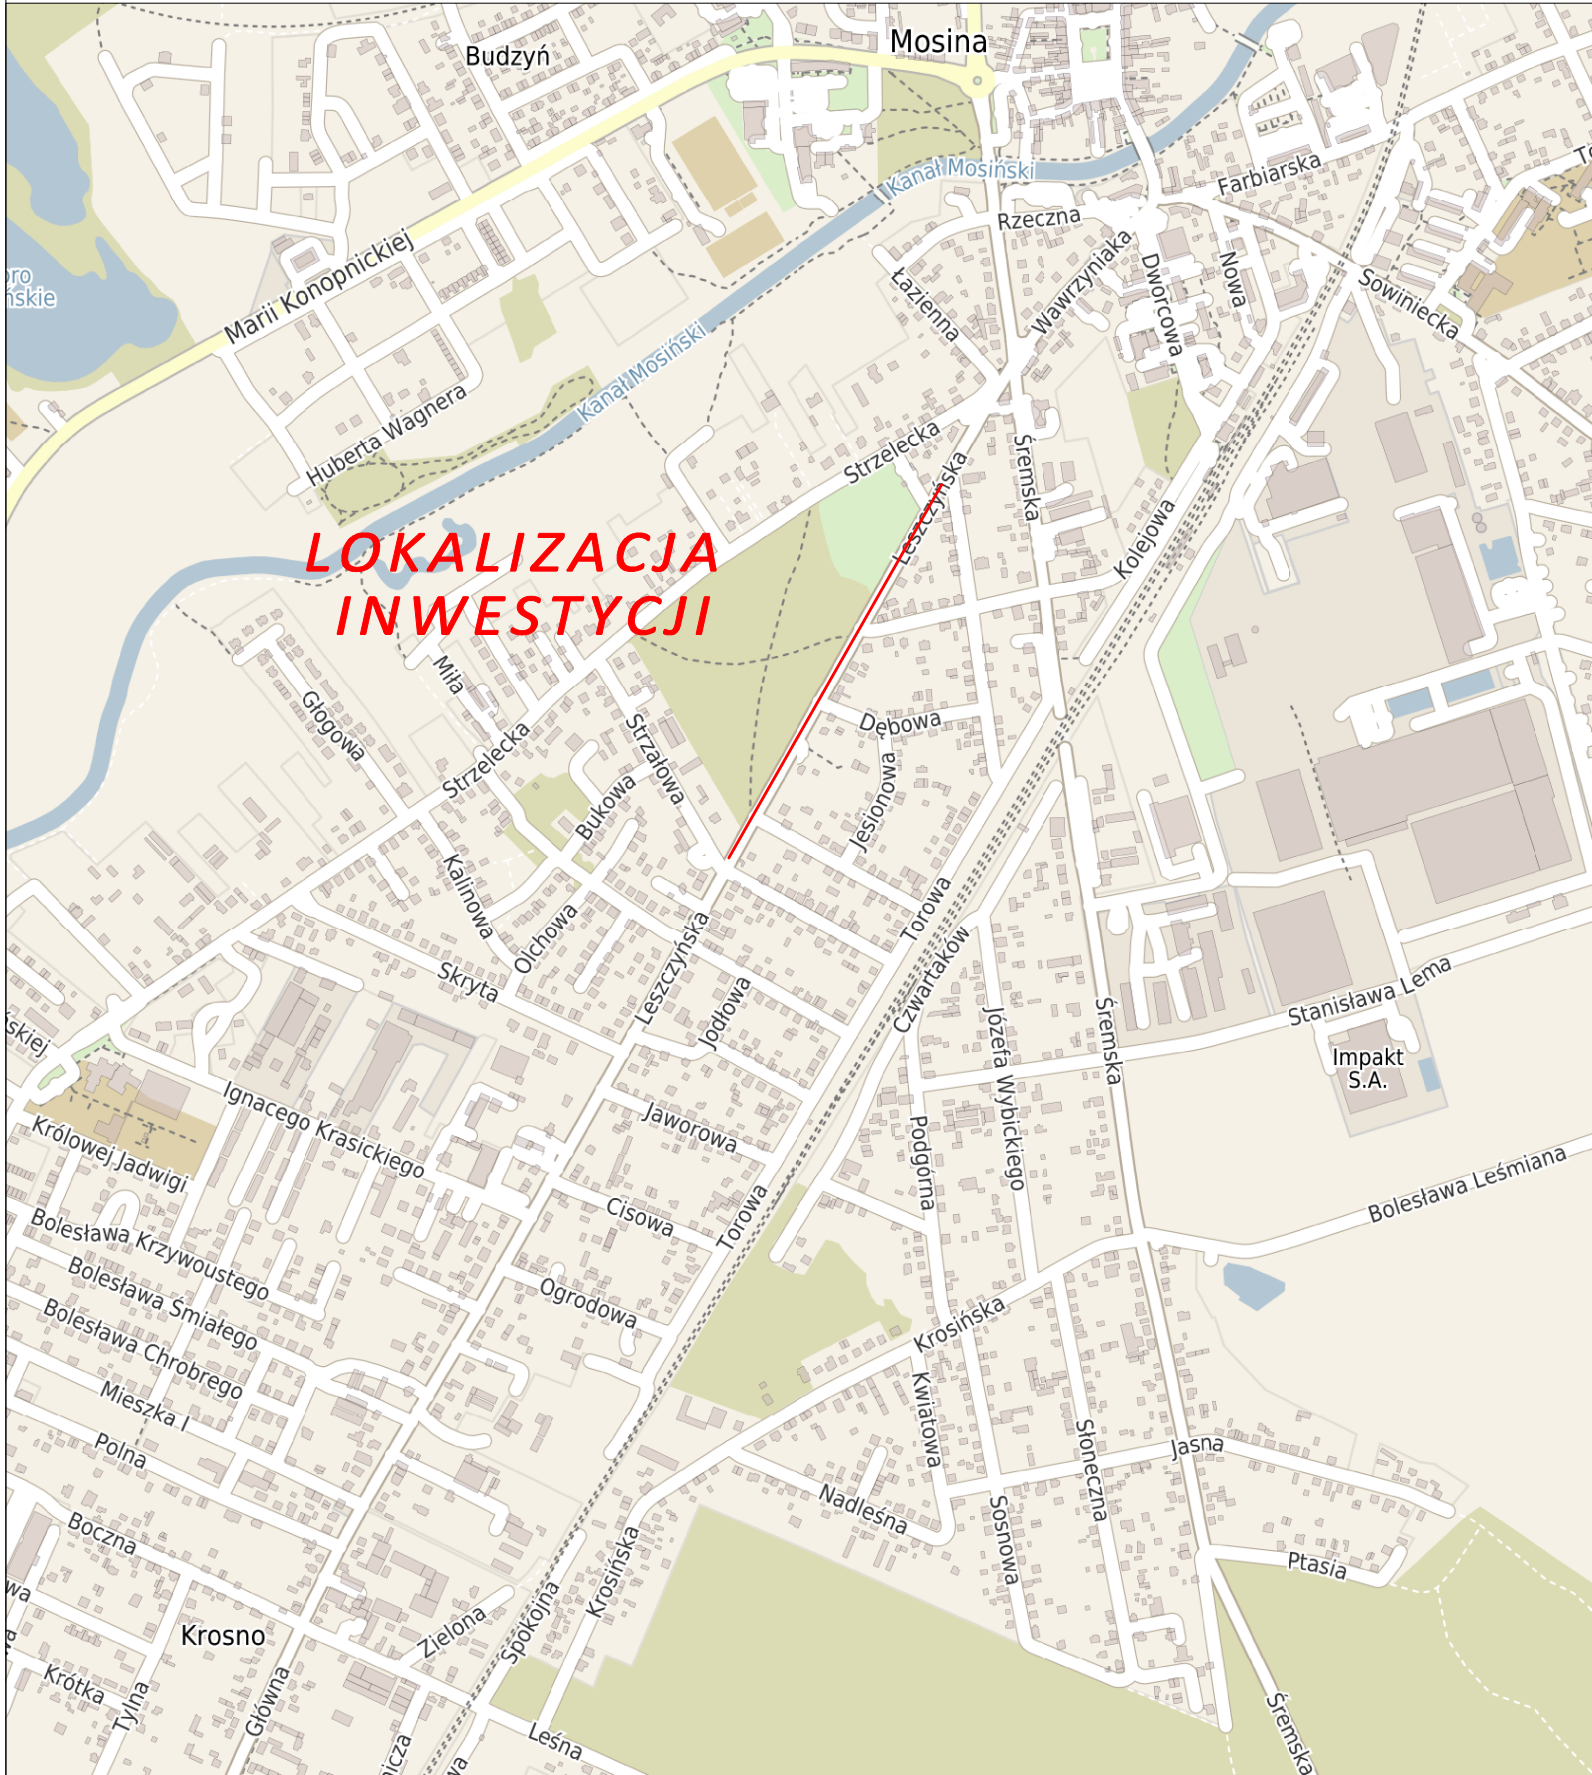 Mosina
Budzyń
Kanał Mosiński
Farbiarska
Rzeczna
Marii Konopnickiej
Wawrzyniaka
Dworcowa
Nowa
Sowiniecka
Łazienna
Kanał Mosiński
Huberta Wagnera
Strzelecka
Leszczyńska
Śremska
Kolejowa
LOKALIZACJA
INWESTYCJI
Miła
Głogowa
Strzelecka
Strzałowa
Dębowa
Jesionowa
Bukowa
Kalinowa
Olchowa
Torowa
Czwartaków
Skryta
Leszczyńska
Jodłowa
Stanisława Lema
Śremska
Józefa Wybickiego
Impakt
S.A.
Ignacego Krasickiego
Jaworowa
Podgórna
Królowej Jadwigi
Bolesława Leśmiana
Cisowa
Torowa
Bolesława Krzywoustego
Bolesława Śmiałego
Ogrodowa
Bolesława Chrobrego
Krosińska
Mieszka I
Kwiatowa
Słoneczna
Jasna
Polna
Nadleśna
Sosnowa
Boczna
Krosińska
Ptasia
Spokojna
Zielona
Krosno
Krótka
Tylna
Główna
Leśna
Śremska